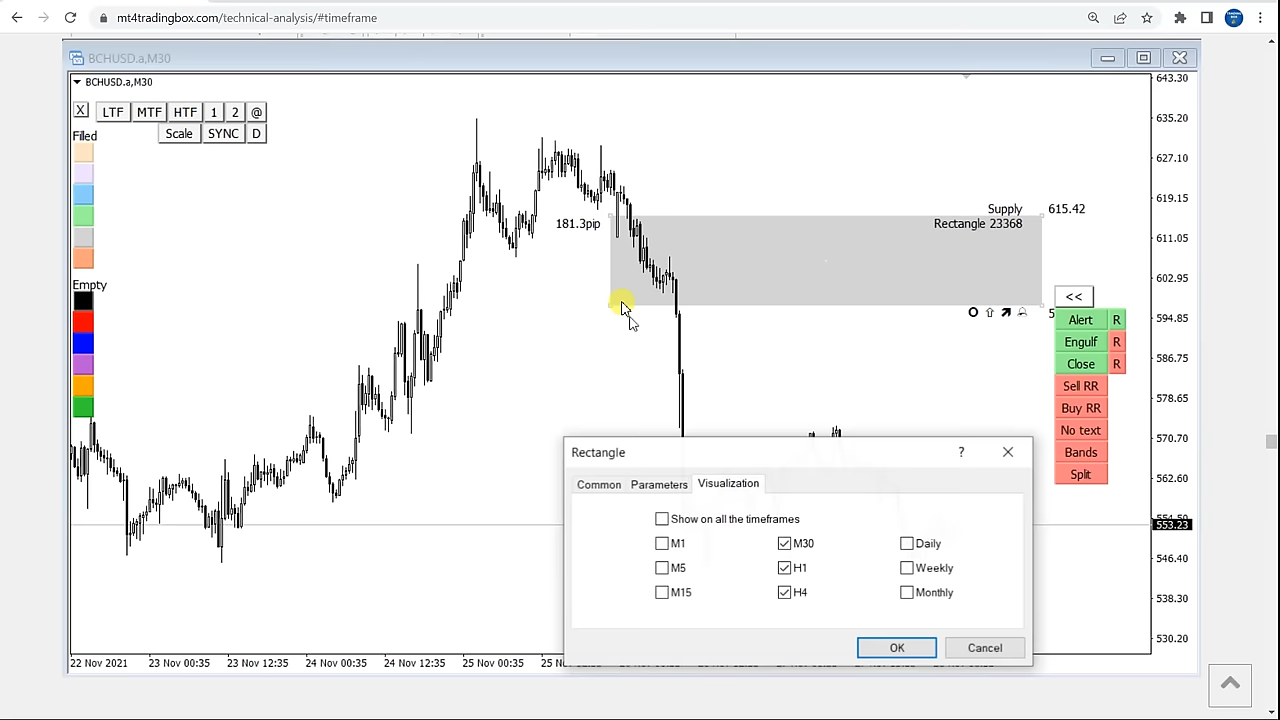 mt4tradingbox.com/technical-analysis/#timeframe
BCHUSD.a,M30
BCHUSD.a,M30
X LTF MTF HTF 1 2 @
Scale SYNC D
Filled
Empty
181.3pip
Supply
Rectangle 23368
615.42
5
<<
Alert R
Engulf R
Close R
Sell RR
Buy RR
No text
Bands
Split
643.30
635.20
627.10
619.15
611.05
602.95
594.85
586.75
578.65
570.70
562.60
554.50
553.23
546.40
538.30
530.20
Rectangle ? 
Common Parameters Visualization
Show on all the timeframes
M1 M30 Daily
M5 H1 Weekly
M15 H4 Monthly
OK Cancel
22 Nov 2021 23 Nov 00:35 23 Nov 12:35 24 Nov 00:35 24 Nov 12:35 25 Nov 00:35